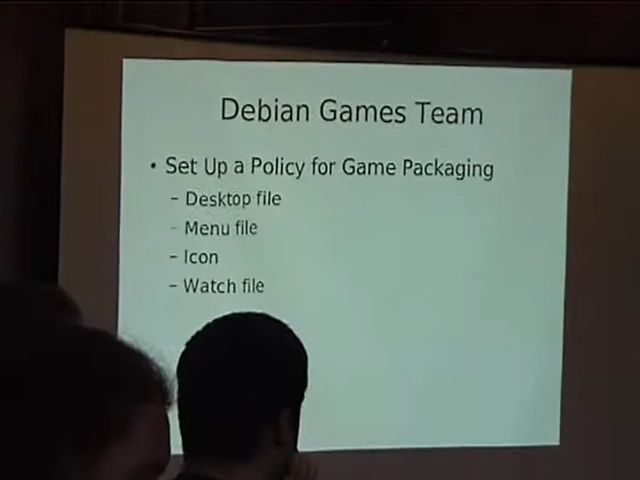 Debian Games Team
• Set Up a Policy for Game Packaging
– Desktop file
– Menu file
– Icon
– Watch file